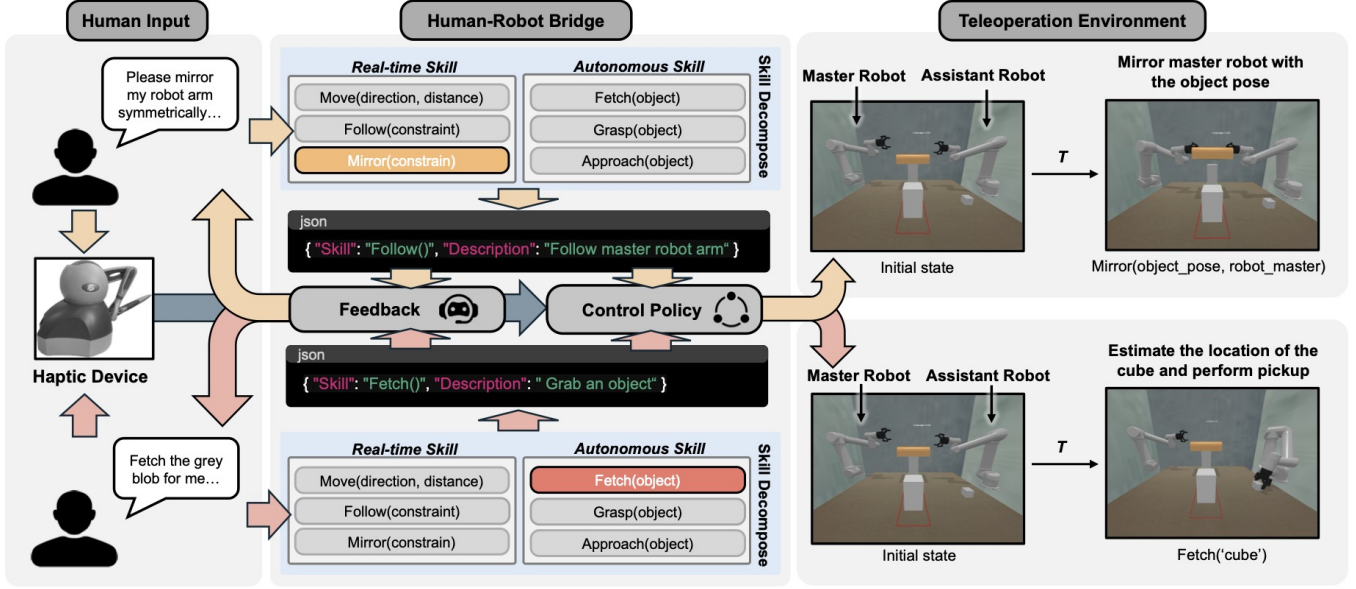 Human Input
Human-Robot Bridge
Teleoperation Environment
Please mirror
my robot arm
symmetrically…
Haptic Device
Fetch the grey
blob for me…
Real-time Skill
Autonomous Skill
Move(direction, distance)
Follow(constraint)
Mirror(constrain)
Fetch(object)
Grasp(object)
Approach(object)
Skill Decompose
json
{ "Skill": "Follow()", "Description": "Follow master robot arm“ }
Feedback
Control Policy
json
{ "Skill": "Fetch()", "Description": " Grab an object“ }
Real-time Skill
Autonomous Skill
Move(direction, distance)
Follow(constraint)
Mirror(constrain)
Fetch(object)
Grasp(object)
Approach(object)
Skill Decompose
Master Robot
Assistant Robot
Mirror master robot with
the object pose
T
Initial state
Mirror(object_pose, robot_master)
Master Robot
Assistant Robot
Estimate the location of the
cube and perform pickup
T
Initial state
Fetch(‘cube’)